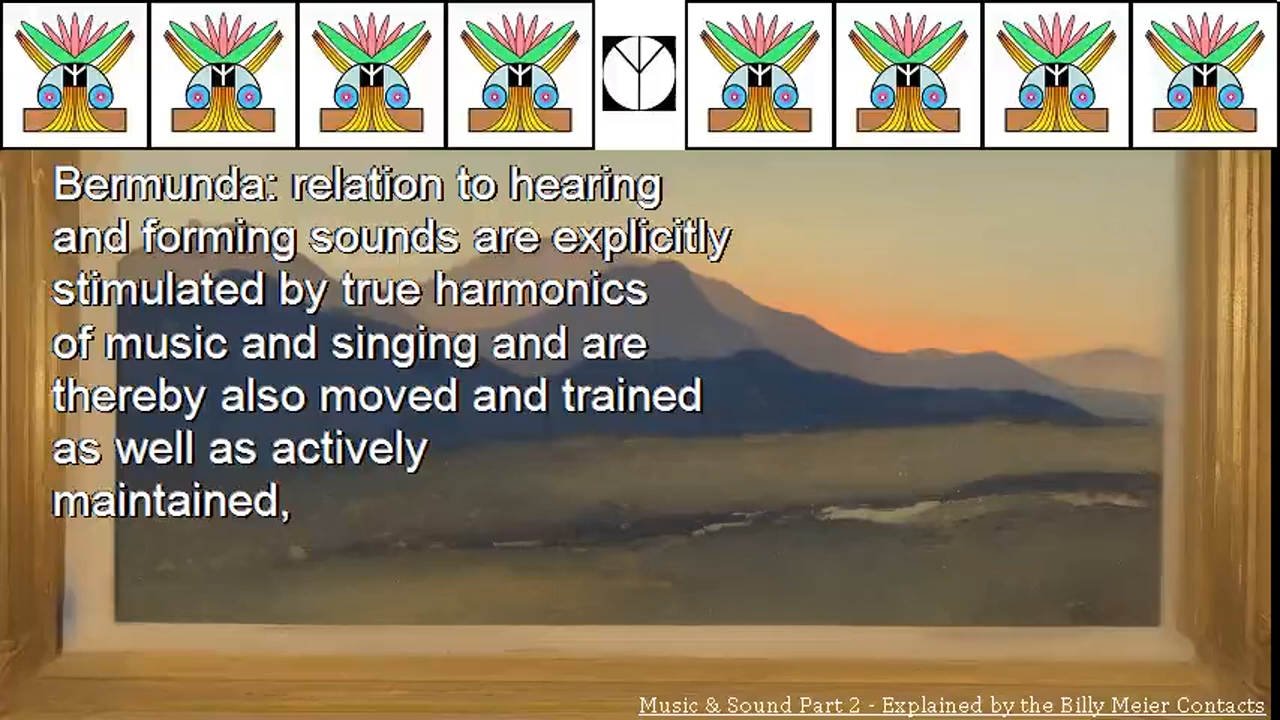 Bermunda: relation to hearing
and forming sounds are explicitly
stimulated by true harmonics
of music and singing and are
thereby also moved and trained
as well as actively
maintained,
Music & Sound Part 2 - Explained by the Billy Meier Contacts